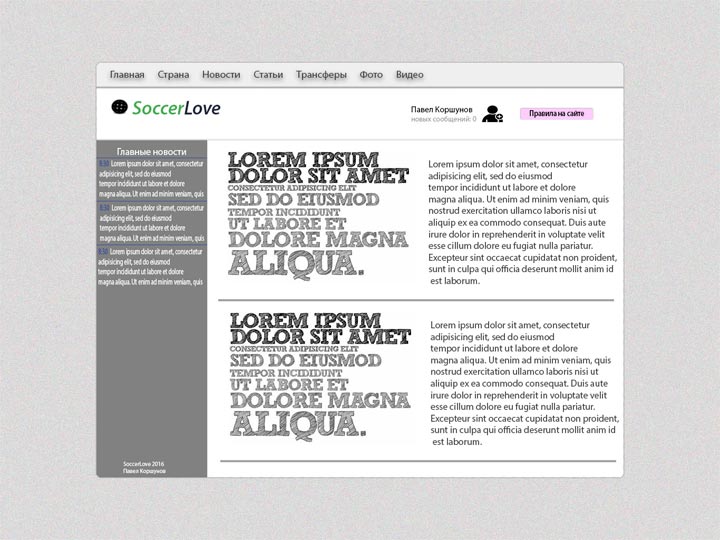 Главная Страна Новости Статьи Трансферы Фото Видео
SoccerLove
Павел Коршунов
новых сообщений: 0
Правила на сайте
Главные новости
8:30 Lorem ipsum dolor sit amet, consectetur
adipisicing elit, sed do eiusmod
tempor incididunt ut labore et dolore
magna aliqua. Ut enim ad minim veniam, quis
8:30 Lorem ipsum dolor sit amet, consectetur
adipisicing elit, sed do eiusmod
tempor incididunt ut labore et dolore
magna aliqua. Ut enim ad minim veniam, quis
8:30 Lorem ipsum dolor sit amet, consectetur
adipisicing elit, sed do eiusmod
tempor incididunt ut labore et dolore
magna aliqua. Ut enim ad minim veniam, quis
SoccerLove 2016
Павел Коршунов
LOREM IPSUM
DOLOR SIT AMET
CONSECTETUR ADIPISICING ELIT
SED DO EIUSMOD
TEMPOR INCIDIDUNT
UT LABORE ET
DOLORE MAGNA
ALIQUA.
Lorem ipsum dolor sit amet, consectetur
adipisicing elit, sed do eiusmod
tempor incididunt ut labore et dolore
magna aliqua. Ut enim ad minim veniam, quis
nostrud exercitation ullamco laboris nisi ut
aliquip ex ea commodo consequat. Duis aute
irure dolor in reprehenderit in voluptate velit
esse cillum dolore eu fugiat nulla pariatur.
Excepteur sint occaecat cupidatat non proident,
sunt in culpa qui officia deserunt mollit anim id
est laborum.
LOREM IPSUM
DOLOR SIT AMET
CONSECTETUR ADIPISICING ELIT
SED DO EIUSMOD
TEMPOR INCIDIDUNT
UT LABORE ET
DOLORE MAGNA
ALIQUA.
Lorem ipsum dolor sit amet, consectetur
adipisicing elit, sed do eiusmod
tempor incididunt ut labore et dolore
magna aliqua. Ut enim ad minim veniam, quis
nostrud exercitation ullamco laboris nisi ut
aliquip ex ea commodo consequat. Duis aute
irure dolor in reprehenderit in voluptate velit
esse cillum dolore eu fugiat nulla pariatur.
Excepteur sint occaecat cupidatat non proident,
sunt in culpa qui officia deserunt mollit anim id
est laborum.